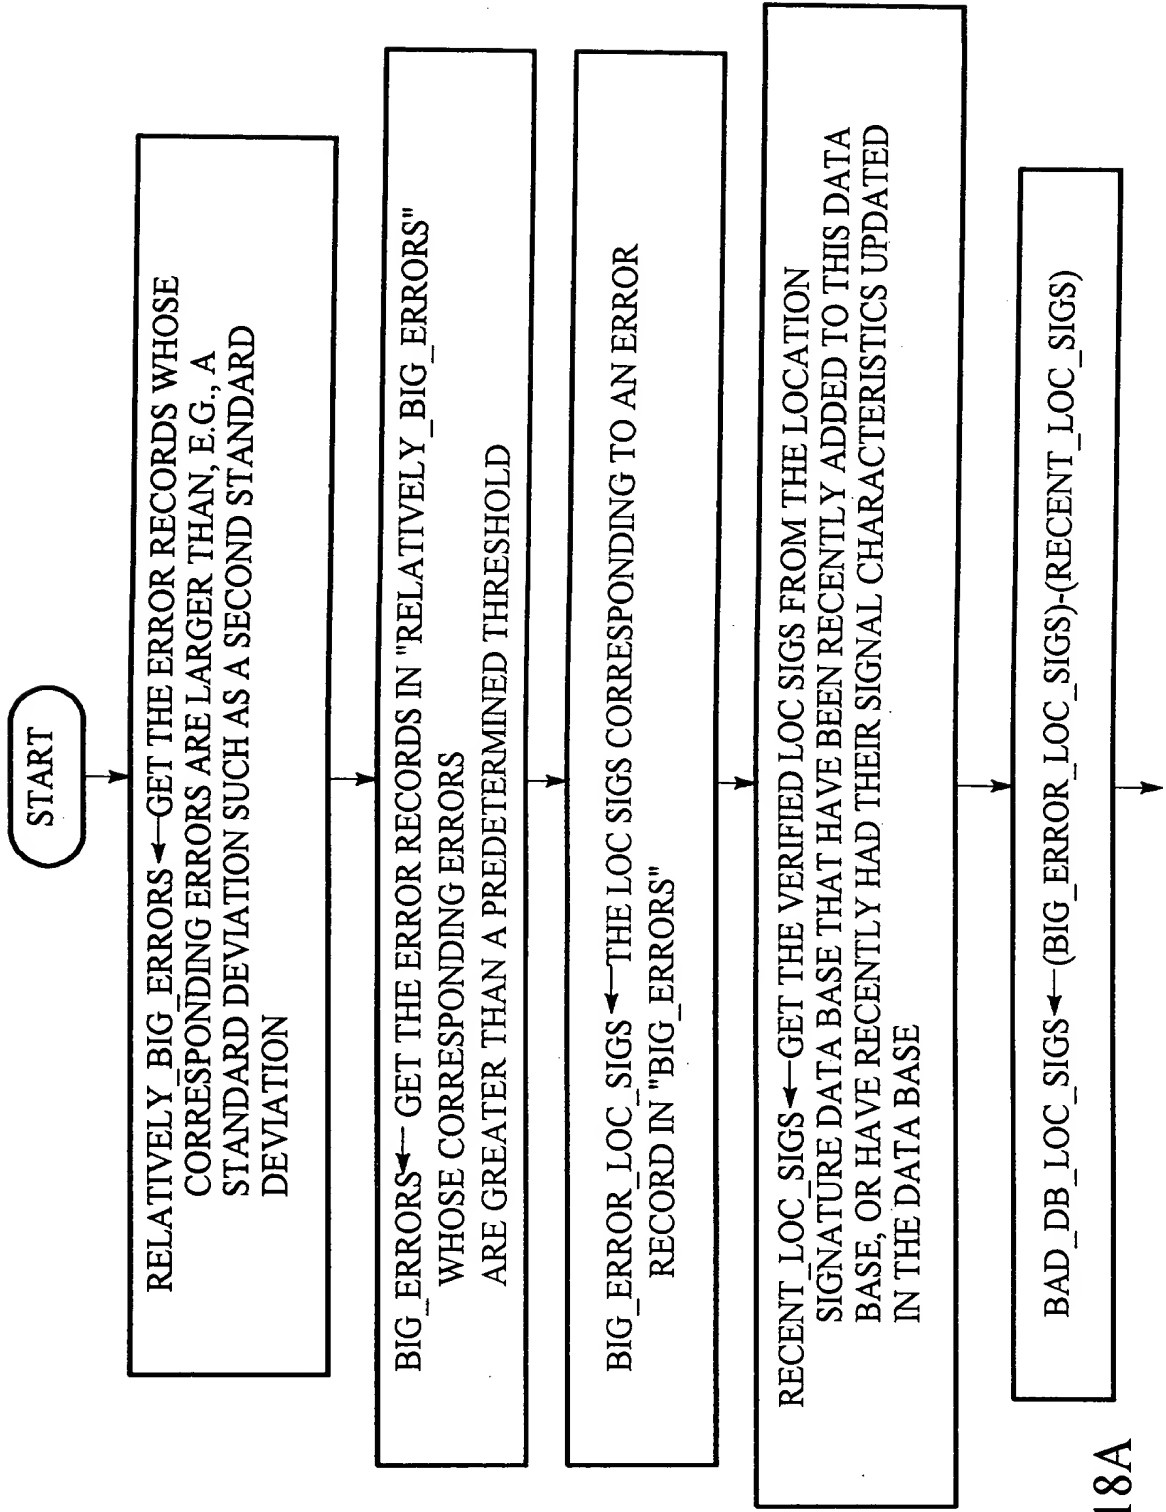 START
RELATIVELY_BIG_ERRORS←GET THE ERROR RECORDS WHOSE
CORRESPONDING ERRORS ARE LARGER THAN, E.G., A
STANDARD DEVIATION SUCH AS A SECOND STANDARD
DEVIATION
BIG_ERRORS← GET THE ERROR RECORDS IN "RELATIVELY_BIG_ERRORS"
WHOSE CORRESPONDING ERRORS
ARE GREATER THAN A PREDETERMINED THRESHOLD
BIG_ERROR_LOC_SIGS←THE LOC SIGS CORRESPONDING TO AN ERROR
RECORD IN "BIG_ERRORS"
RECENT_LOC_SIGS←GET THE VERIFIED LOC SIGS FROM THE LOCATION
SIGNATURE DATA BASE THAT HAVE BEEN RECENTLY ADDED TO THIS DATA
BASE, OR HAVE RECENTLY HAD THEIR SIGNAL CHARACTERISTICS UPDATED
IN THE DATA BASE
BAD_DB_LOC_SIGS←(BIG_ERROR_LOC_SIGS)-(RECENT_LOC_SIGS)
18A